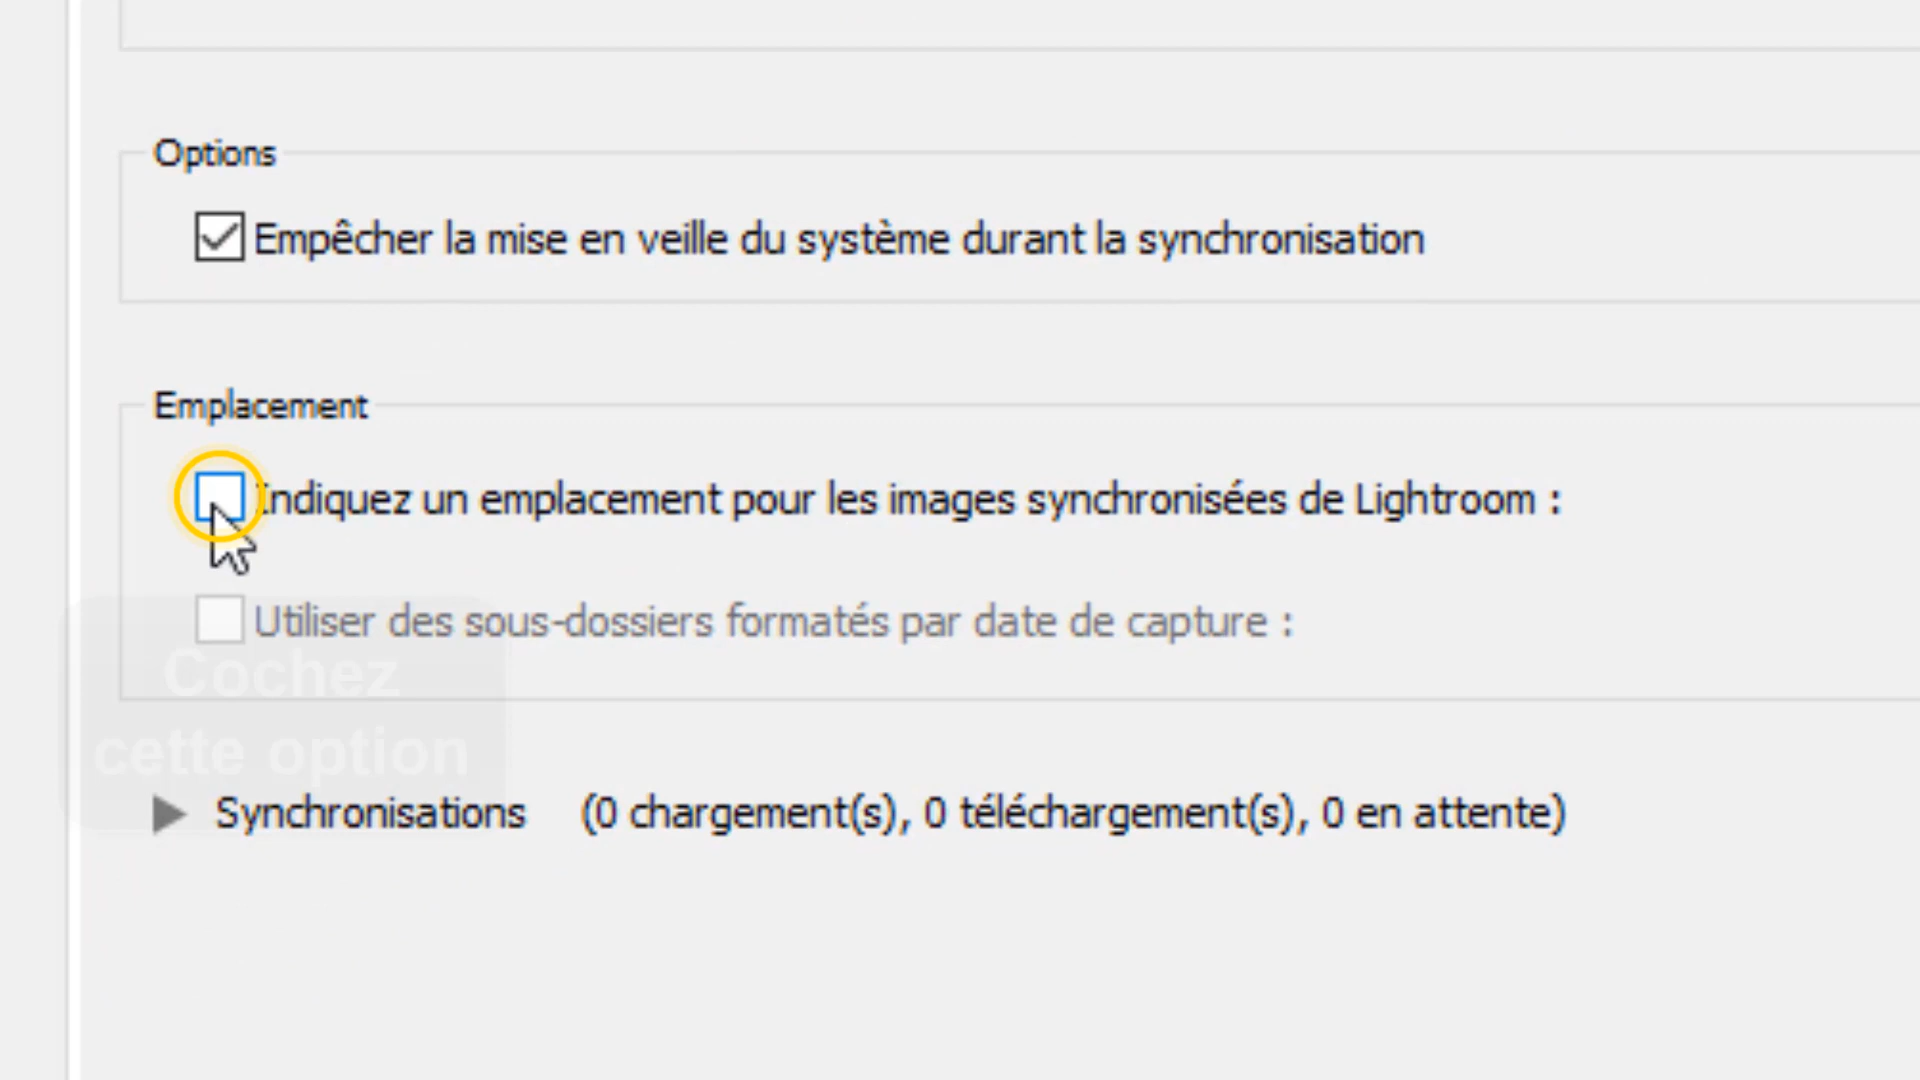 Options
Empêcher la mise en veille du système durant la synchronisation
Emplacement
Indiquez un emplacement pour les images synchronisées de Lightroom :
Utiliser des sous-dossiers formatés par date de capture :
Cochez
cette option
Synchronisations (0 chargement(s), 0 téléchargement(s), 0 en attente)